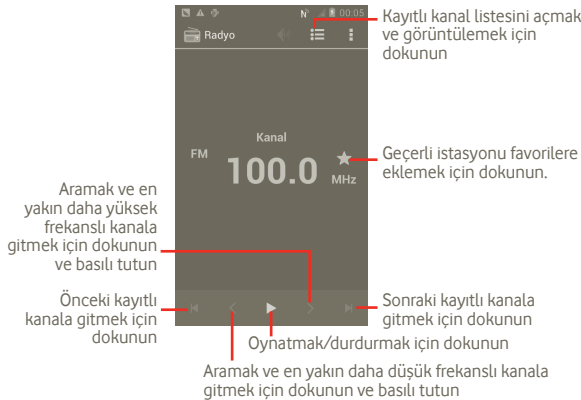 00:05
Radyo
Kanal
FM
100.0
MHz
Kayıtlı kanal listesini açmak
ve görüntülemek için
dokunun
Geçerli istasyonu favorilere
eklemek için dokunun.
Aramak ve en
yakın daha yüksek
frekanslı kanala
gitmek için dokunun
ve basılı tutun
Önceki kayıtlı
kanala gitmek için
dokunun
Sonraki kayıtlı kanala
gitmek için dokunun
Oynatmak/durdurmak için dokunun
Aramak ve en yakın daha düşük frekanslı kanala
gitmek için dokunun ve basılı tutun